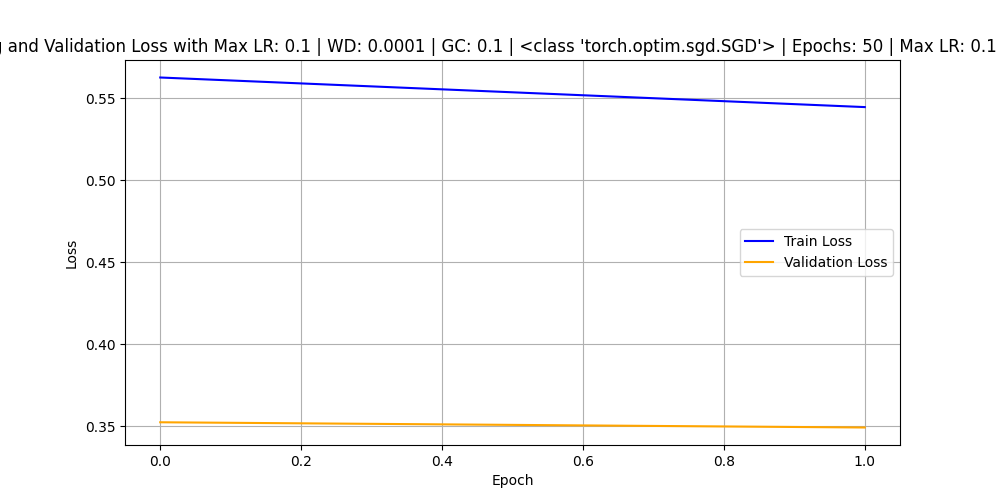 and Validation Loss with Max LR: 0.1 | WD: 0.0001 | GC: 0.1 | <class 'torch.optim.sgd.SGD'> | Epochs: 50 | Max LR: 0.1
0.55
0.50
0.45
0.40
0.35
Loss
Train Loss
Validation Loss
0.0 0.2 0.4 0.6 0.8 1.0
Epoch